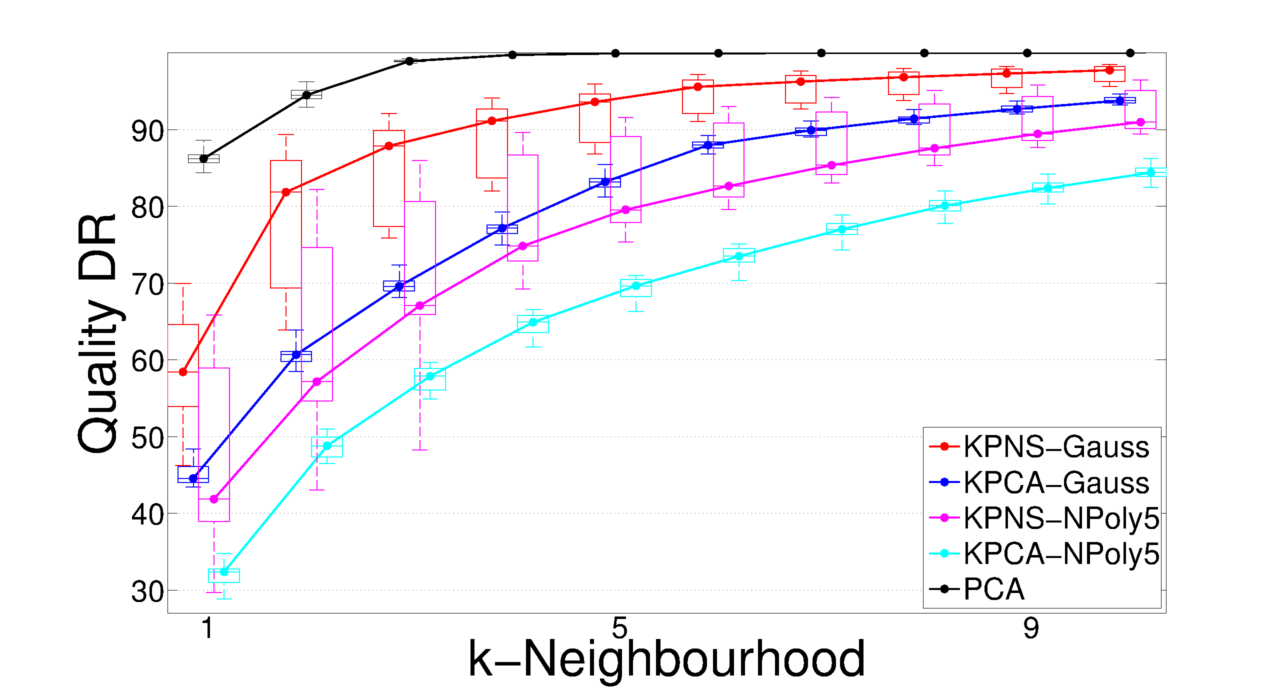 Quality DR
90
80
70
60
50
40
30
1
5
9
k−Neighbourhood
KPNS−Gauss
KPCA−Gauss
KPNS−NPoly5
KPCA−NPoly5
PCA